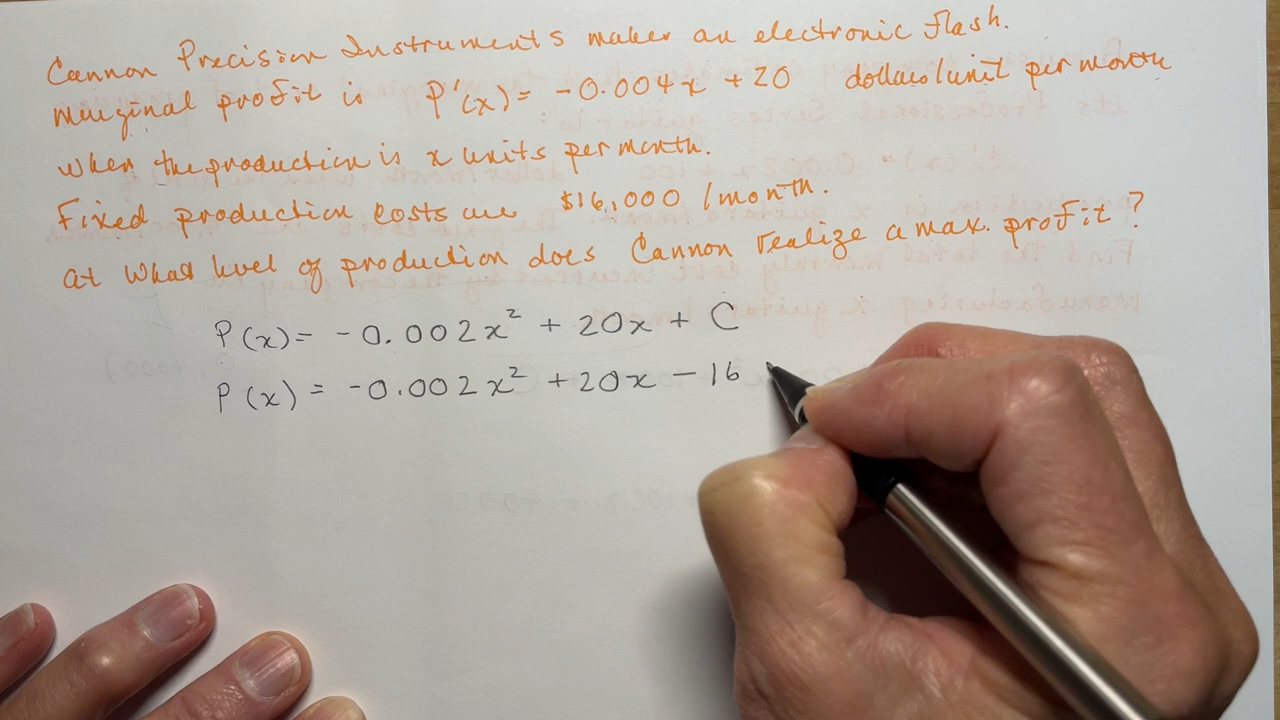 Cannon Precision Instruments makes an electronic flash.
marginal profit is P'(x) = -0.004x + 20 dollars/unit per month
when the production is x units per month.
Fixed production costs are $16,000 /month.
at what level of production does Cannon realize a max. profit?
P(x) = -0.002x² + 20x + C
P(x) = -0.002x² + 20x - 16